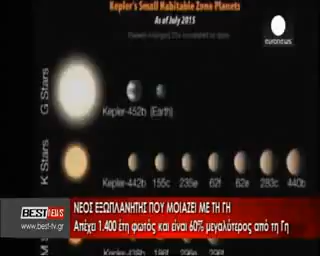 Kepler's Small Habitable Zone Planets
As of July 2015
euronews
G Stars
Kepler-452b (Earth)
K Stars
Kepler-442b 155c 235e 62f 62e 283c 440b
ΝΕΟΣ ΕΞΩΠΛΑΝΗΤΗΣ ΠΟΥ ΜΟΙΑΖΕΙ ΜΕ ΤΗ ΓΗ
BEST NEWS
www.best-tv.gr
Απέχει 1.400 έτη φωτός και είναι 60% μεγαλύτερος από τη Γη